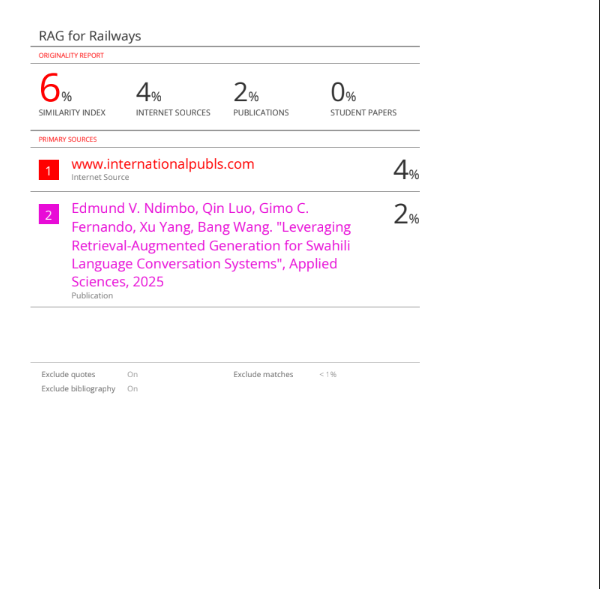 RAG for Railways
ORIGINALITY REPORT
6% 4% 2% 0%
SIMILARITY INDEX INTERNET SOURCES PUBLICATIONS STUDENT PAPERS
PRIMARY SOURCES
1 www.internationalpubls.com 4%
Internet Source
2 Edmund V. Ndimbo, Qin Luo, Gimo C. 2%
Fernando, Xu Yang, Bang Wang. "Leveraging
Retrieval-Augmented Generation for Swahili
Language Conversation Systems", Applied
Sciences, 2025
Publication
Exclude quotes On Exclude matches < 1%
Exclude bibliography On